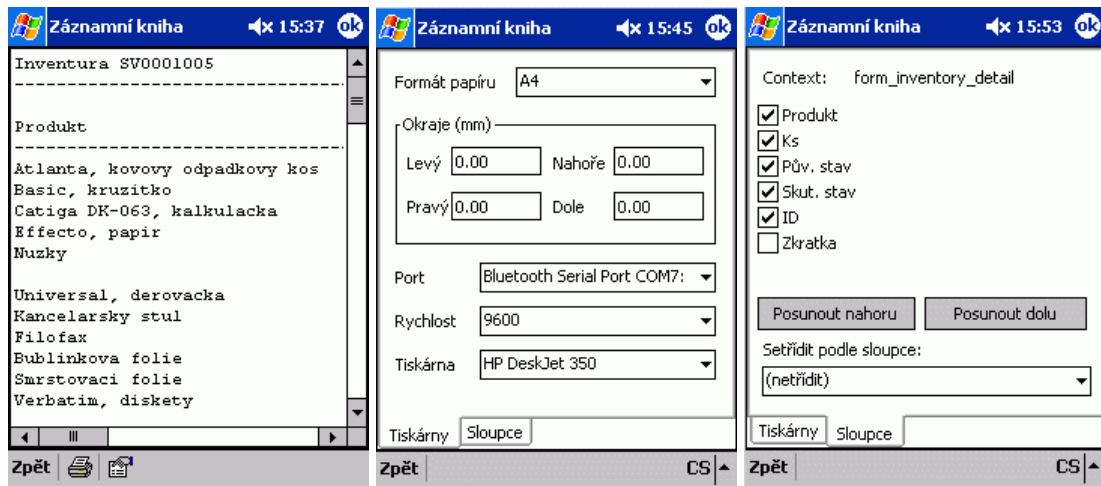 Záznamní kniha 15:37 ok
Inventura SV0001005
Produkt
Atlanta, kovovy odpadkovy kos
Basic, kruzitko
Catiga DK-063, kalkulacka
Effecto, papir
Nuzky
Universal, derovacka
Kancelarsky stul
Filofax
Bublinkova folie
Smrstovaci folie
Verbatim, diskety
Zpět
Záznamní kniha 15:45 ok
Formát papíru A4
Okraje (mm)
Levý 0.00 Nahoře 0.00
Pravý 0.00 Dole 0.00
Port Bluetooth Serial Port COM7:
Rychlost 9600
Tiskárna HP DeskJet 350
Tiskárny Sloupce
Zpět CS
Záznamní kniha 15:53 ok
Context: form_inventory_detail
Produkt
Ks
Pův. stav
Skut. stav
ID
Zkratka
Posunout nahoru Posunout dolu
Setřídit podle sloupce:
(netřídit)
Tiskárny Sloupce
Zpět CS